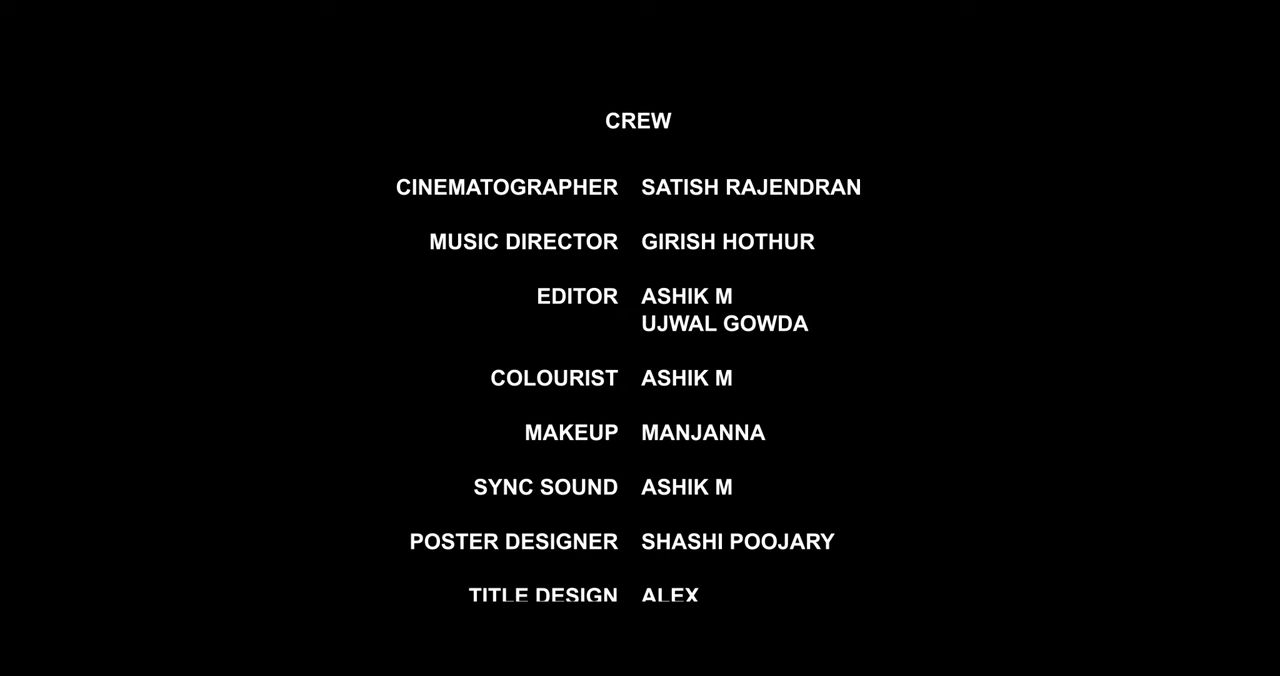 CREW
CINEMATOGRAPHER SATISH RAJENDRAN
MUSIC DIRECTOR GIRISH HOTHUR
EDITOR ASHIK M
UJWAL GOWDA
COLOURIST ASHIK M
MAKEUP MANJANNA
SYNC SOUND ASHIK M
POSTER DESIGNER SHASHI POOJARY
TITLE DESIGN ALEX